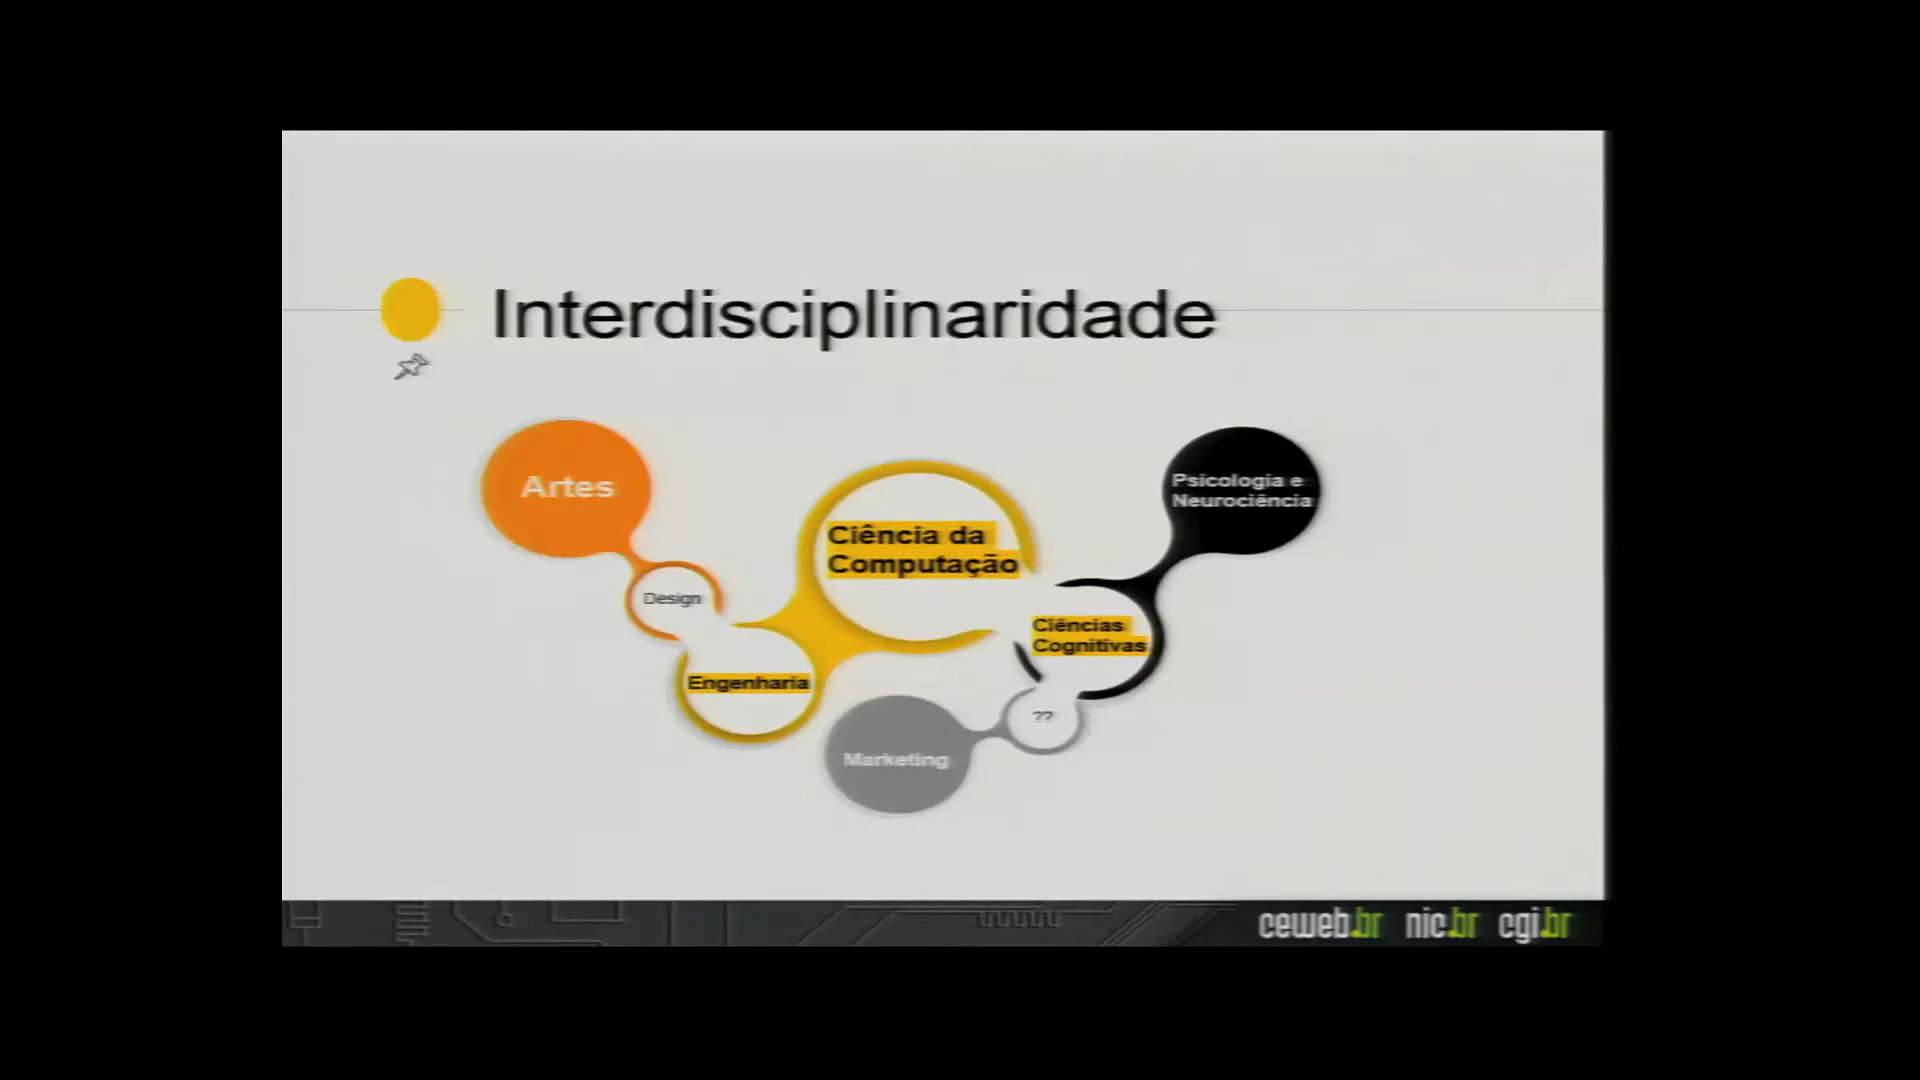 Interdisciplinaridade
Artes
Psicologia e
Neurociência
Ciência da
Computação
Design
Ciências
Cognitivas
Engenharia
??
Marketing
ceweb.br nic.br cgi.br